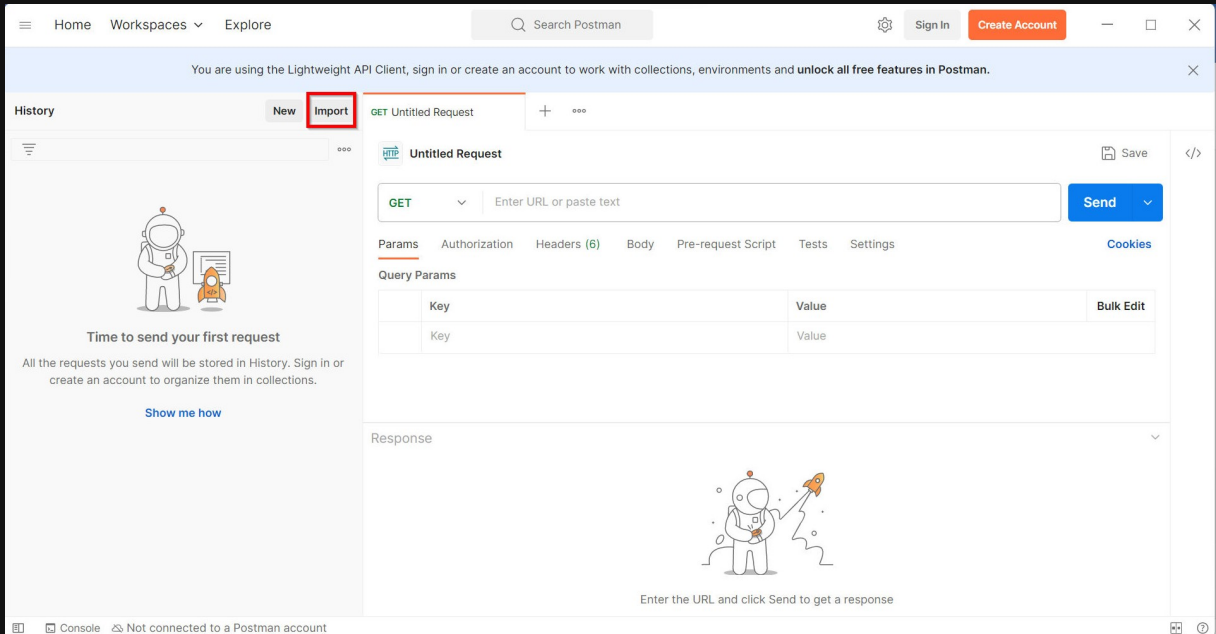 Home Workspaces Explore
Search Postman
Sign In
Create Account
You are using the Lightweight API Client, sign in or create an account to work with collections, environments and unlock all free features in Postman.
History
New
Import
GET Untitled Request
HTTP Untitled Request
Save
</>
GET
Enter URL or paste text
Send
Params Authorization Headers (6) Body Pre-request Script Tests Settings
Cookies
Query Params
Key Value Bulk Edit
Key Value
</>
Time to send your first request
All the requests you send will be stored in History. Sign in or
create an account to organize them in collections.
Show me how
Response
Enter the URL and click Send to get a response
Console Not connected to a Postman account